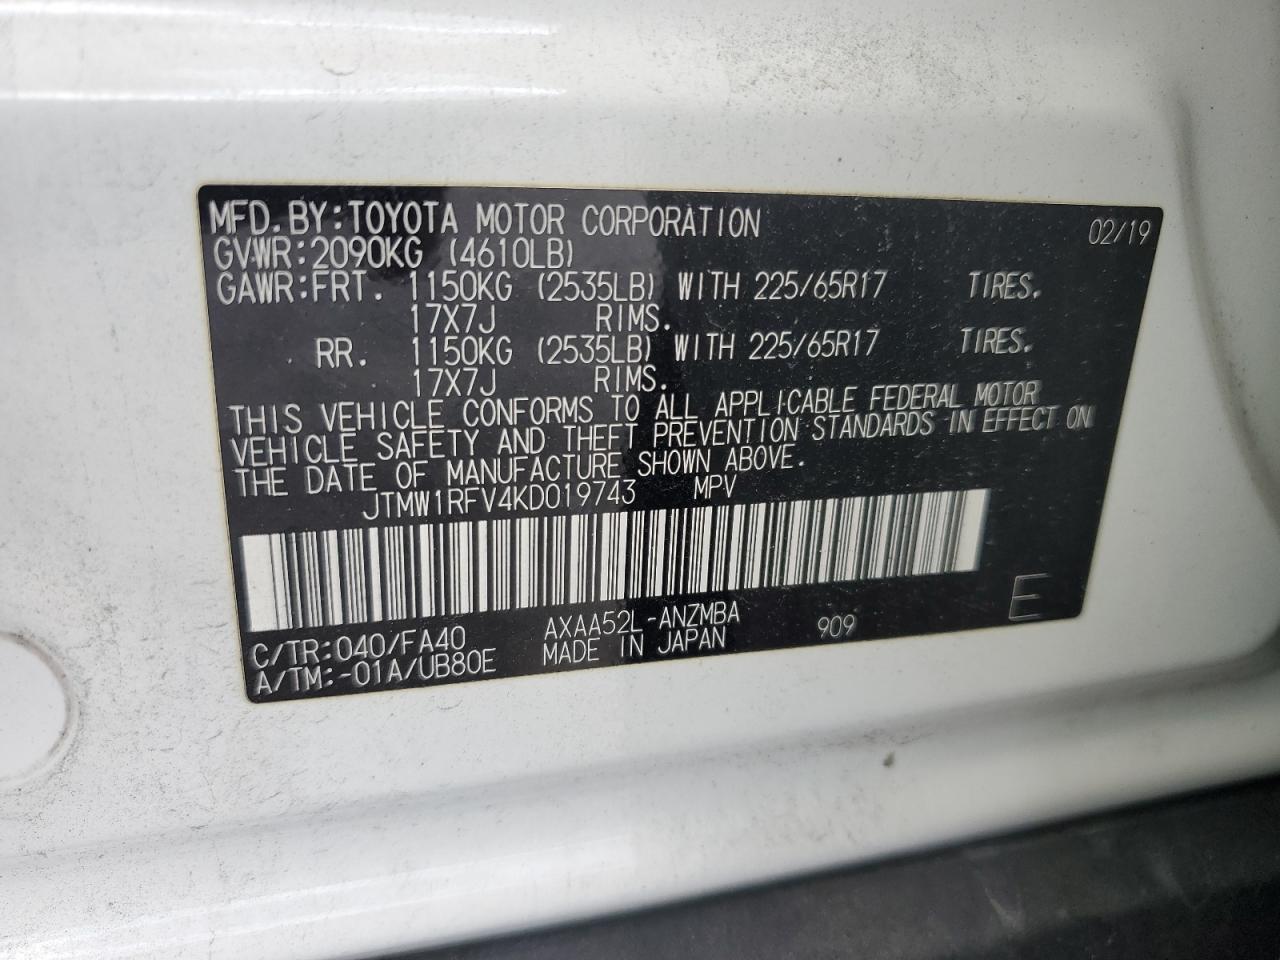 MFD.BY:TOYOTA MOTOR CORPORATION 02/19
GVWR:2090KG (4610LB)
GAWR:FRT. 1150KG (2535LB) WITH 225/65R17 TIRES.
17X7J RIMS.
RR. 1150KG (2535LB) WITH 225/65R17 TIRES.
17X7J RIMS.
THIS VEHICLE CONFORMS TO ALL APPLICABLE FEDERAL MOTOR
VEHICLE SAFETY AND THEFT PREVENTION STANDARDS IN EFFECT ON
THE DATE OF MANUFACTURE SHOWN ABOVE.
JTMW1RFV4KD019743 MPV
C/TR:040/FA40 AXAA52L-ANZMBA 909 E
A/TM:-01A/UB80E MADE IN JAPAN